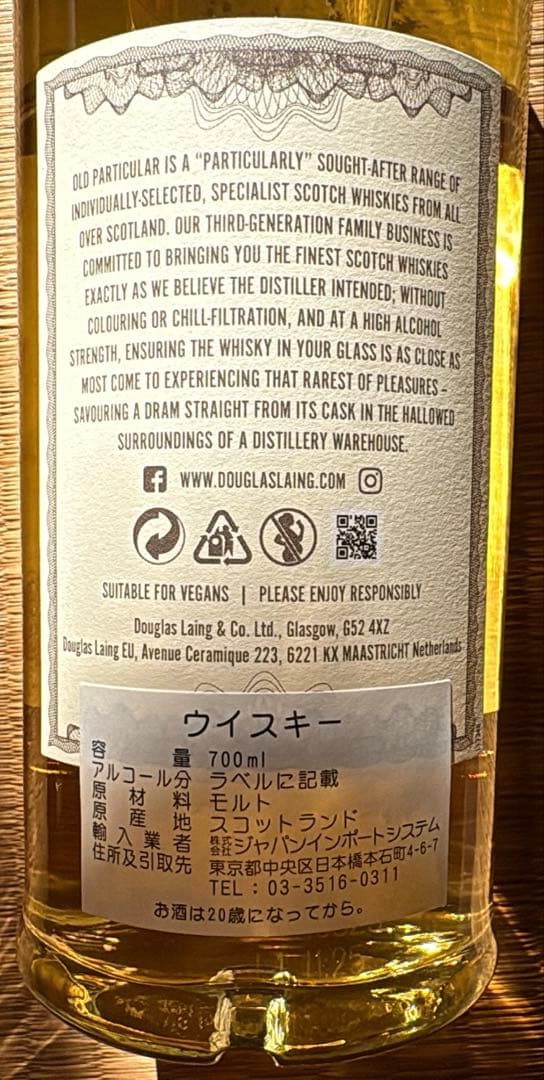 OLD PARTICULAR IS A “PARTICULARLY” SOUGHT-AFTER RANGE OF
INDIVIDUALLY-SELECTED, SPECIALIST SCOTCH WHISKIES FROM ALL
OVER SCOTLAND. OUR THIRD-GENERATION FAMILY BUSINESS IS
COMMITTED TO BRINGING YOU THE FINEST SCOTCH WHISKIES
EXACTLY AS WE BELIEVE THE DISTILLER INTENDED; WITHOUT
COLOURING OR CHILL-FILTRATION, AND AT A HIGH ALCOHOL
STRENGTH, ENSURING THE WHISKY IN YOUR GLASS IS AS CLOSE AS
MOST COME TO EXPERIENCING THAT RAREST OF PLEASURES –
SAVOURING A DRAM STRAIGHT FROM ITS CASK IN THE HALLOWED
SURROUNDINGS OF A DISTILLERY WAREHOUSE.
WWW.DOUGLASLAING.COM
SUITABLE FOR VEGANS | PLEASE ENJOY RESPONSIBLY
Douglas Laing & Co. Ltd., Glasgow, G52 4XZ
Douglas Laing EU, Avenue Ceramique 223, 6221 KX MAASTRICHT Netherlands
ウイスキー
容量 700ml
アルコール分 ラベルに記載
原材料 モルト
原産地 スコットランド
輸入業者 株式会社ジャパンインポートシステム
住所及引取先 東京都中央区日本橋本石町4-6-7
TEL：03-3516-0311
お酒は20歳になってから。